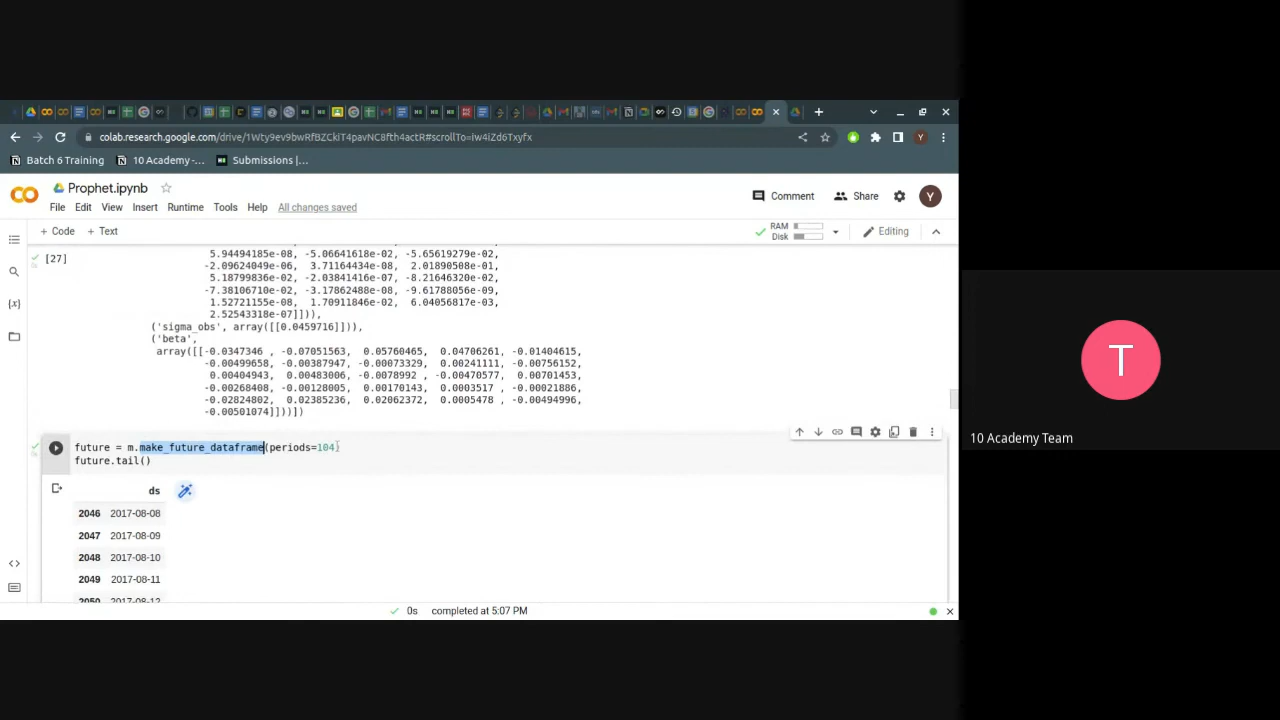 colab.research.google.com/drive/1Wty9ev9bwRfBZCkIT4pavNC8fth4actR#scrollTo=iw4iZd6Txyfx
Y
Batch 6 Training
10 Academy -...
Submissions |...
Prophet.ipynb
Comment
Share
Y
File Edit View Insert Runtime Tools Help All changes saved
+ Code + Text
RAM
Disk
Editing
[27]
5.94494185e-08, -5.06641618e-02, -5.65619279e-02,
-2.09624049e-06, 3.71164434e-08, 2.01890508e-01,
5.18799836e-02, -2.03841416e-07, -8.21646320e-02,
-7.38106710e-02, -3.17862488e-08, -9.61788056e-09,
1.52721155e-08, 1.70911846e-02, 6.04056817e-03,
2.52543318e-07]])),
('sigma_obs', array([[0.0459716]])),
('beta',
array([[-0.0347346 , -0.07051563, 0.05760465, 0.04706261, -0.01404615,
-0.00499658, -0.00387947, -0.00073329, 0.00241111, -0.00756152,
0.00404943, 0.00483006, -0.0078992 , -0.00470577, 0.00701453,
-0.00268408, -0.00128005, 0.00170143, 0.0003517 , -0.00021886,
-0.02824802, 0.02385236, 0.02062372, 0.0005478 , -0.00494996,
-0.00501074]]))])
future = m.make_future_dataframe(periods=104)
future.tail()
ds
2046 2017-08-08
2047 2017-08-09
2048 2017-08-10
2049 2017-08-11
2050 2017-08-12
0s completed at 5:07 PM
T
10 Academy Team